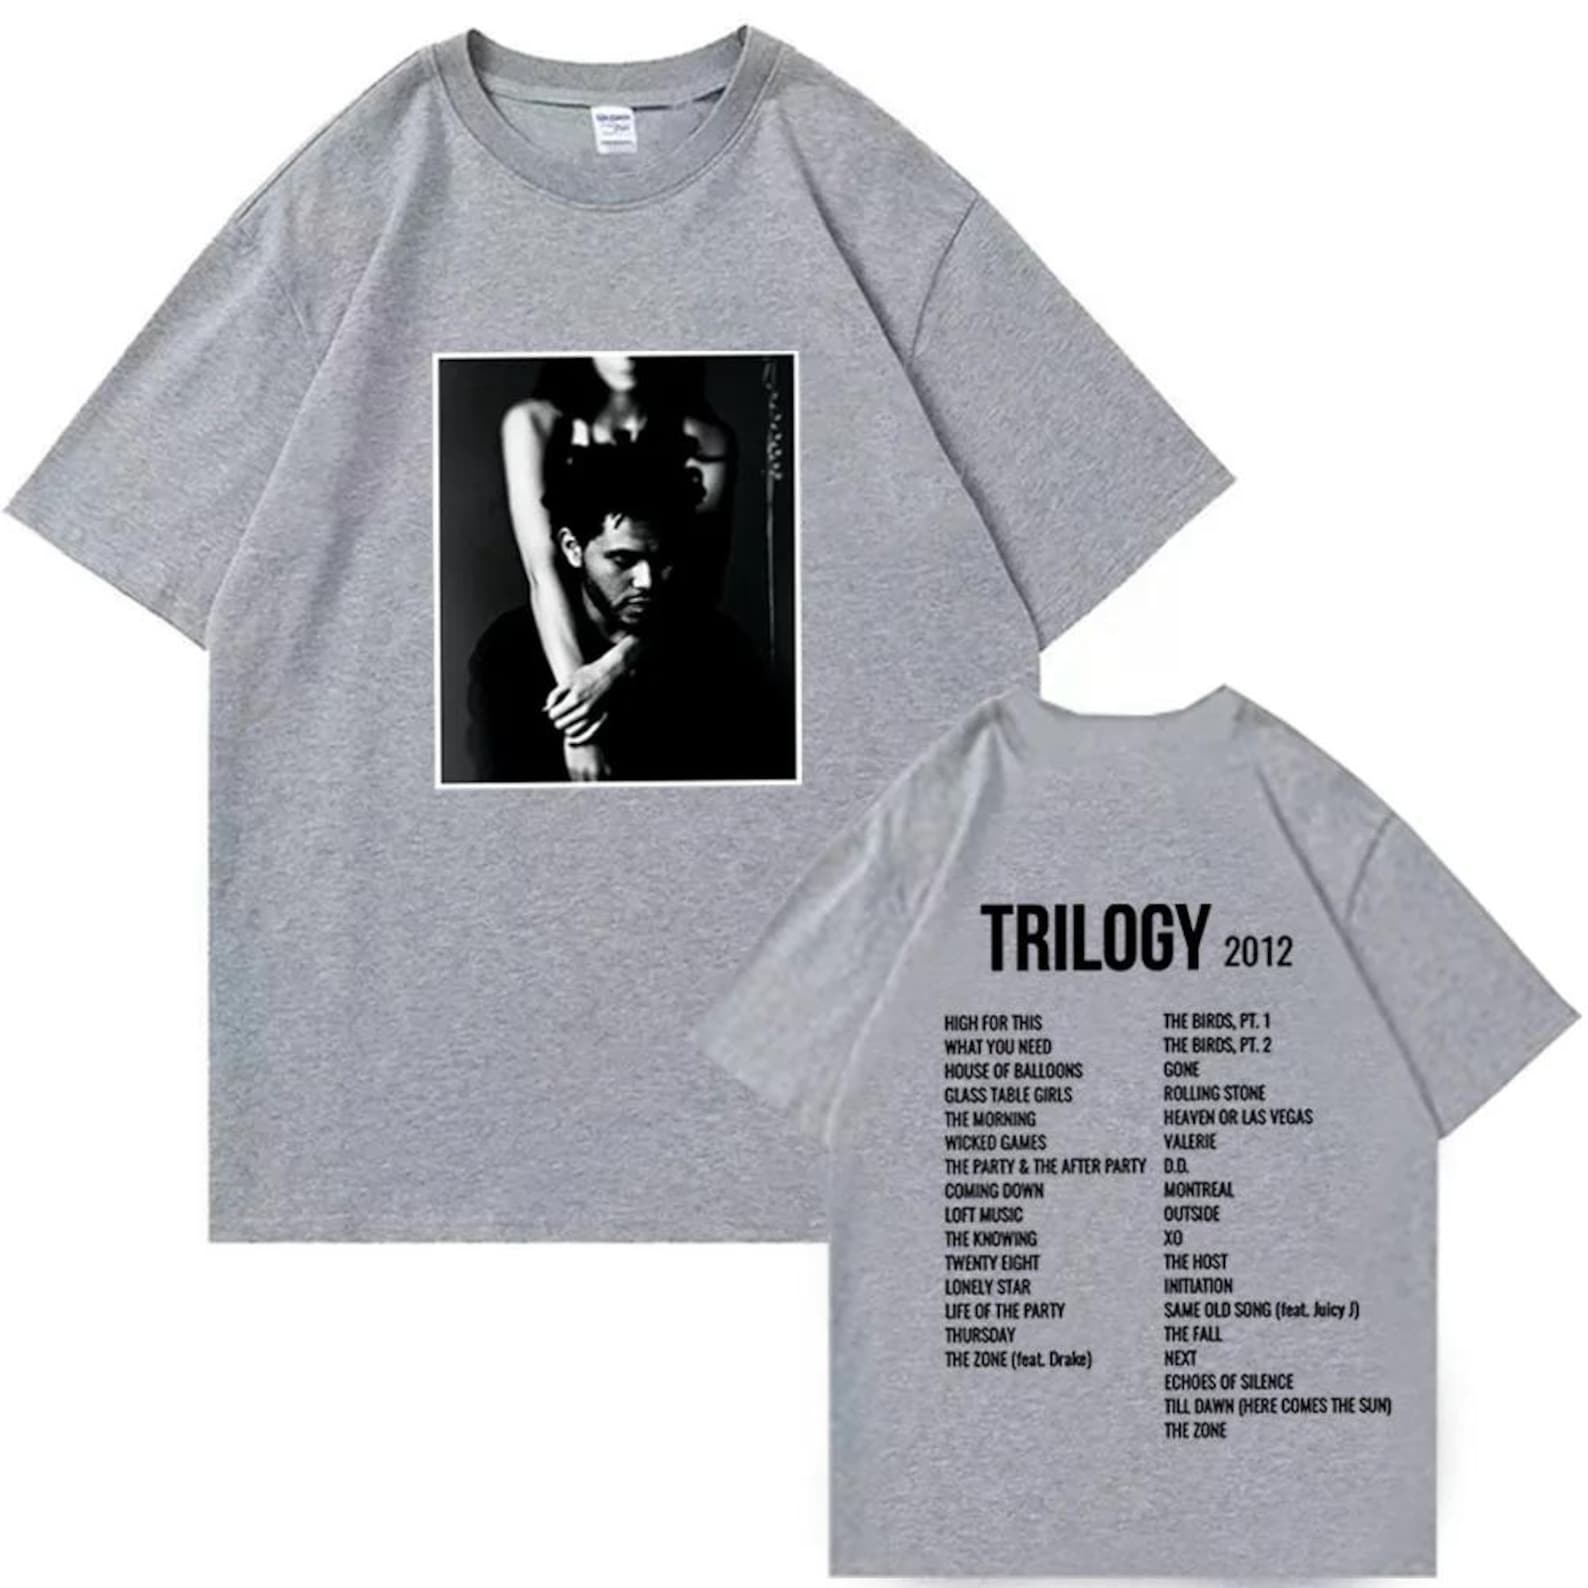 TRILOGY 2012
HIGH FOR THIS
WHAT YOU NEED
HOUSE OF BALLOONS
GLASS TABLE GIRLS
THE MORNING
WICKED GAMES
THE PARTY & THE AFTER PARTY
COMING DOWN
LOFT MUSIC
THE KNOWING
TWENTY EIGHT
LONELY STAR
LIFE OF THE PARTY
THURSDAY
THE ZONE (feat. Drake)
THE BIRDS, PT. 1
THE BIRDS, PT. 2
GONE
ROLLING STONE
HEAVEN OR LAS VEGAS
VALERIE
D.D.
MONTREAL
OUTSIDE
XO
THE HOST
INITIATION
SAME OLD SONG (feat. Juicy J)
THE FALL
NEXT
ECHOES OF SILENCE
TILL DAWN (HERE COMES THE SUN)
THE ZONE